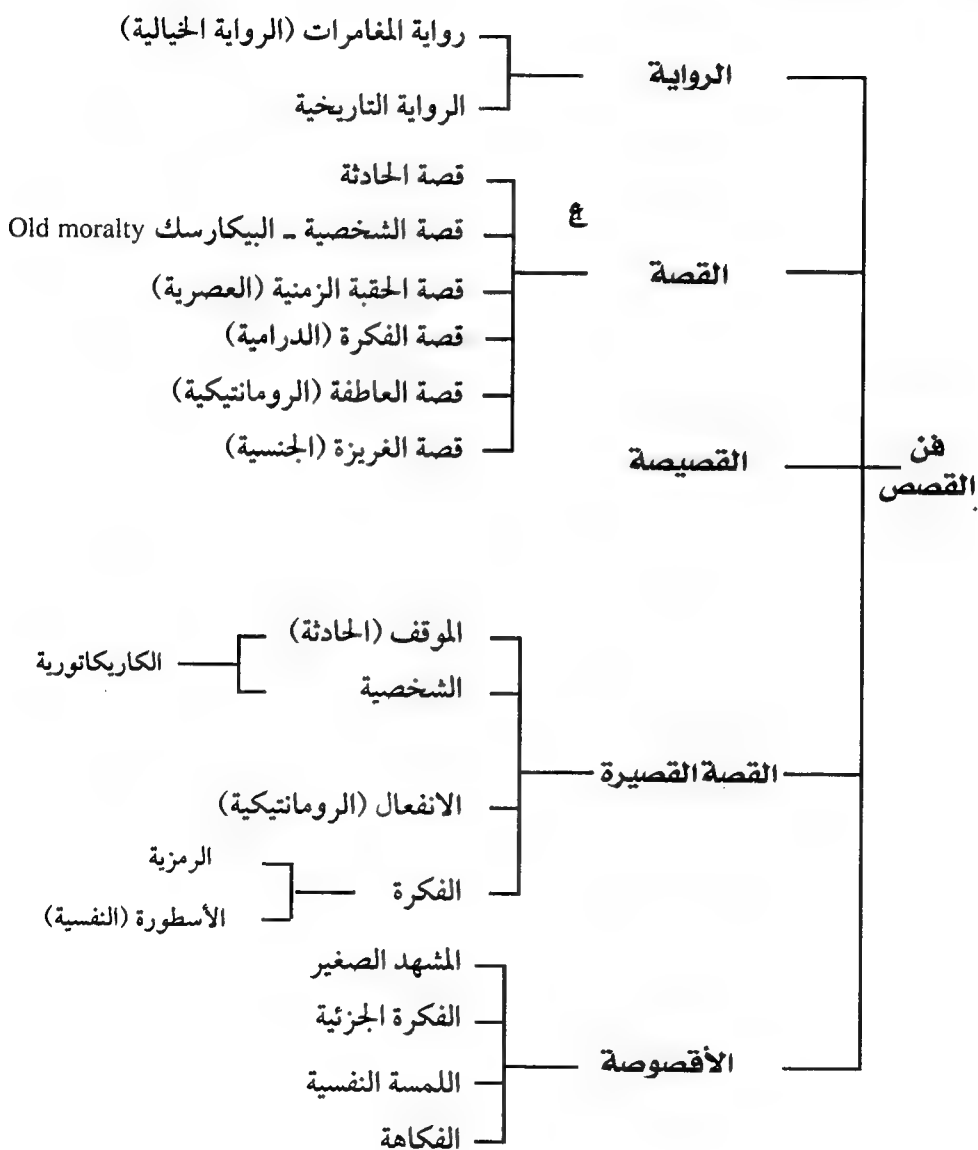 رواية المغامرات (الرواية الخيالية)
الرواية
الرواية التاريخية
قصة الحادثة
قصة الشخصية ـ البيكارسك Old moralty
ع
القصة
قصة الحقبة الزمنية (العصرية)
قصة الفكرة (الدرامية)
قصة العاطفة (الرومانتيكية)
قصة الغريزة (الجنسية)
القصيصة
فن
القصص
الموقف (الحادثة)
الكاريكاتورية
الشخصية
القصة القصيرة
الانفعال (الرومانتيكية)
الرمزية
الفكرة
الأسطورة (النفسية)
المشهد الصغير
الفكرة الجزئية
الأقصوصة
اللمسة النفسية
الفكاهة